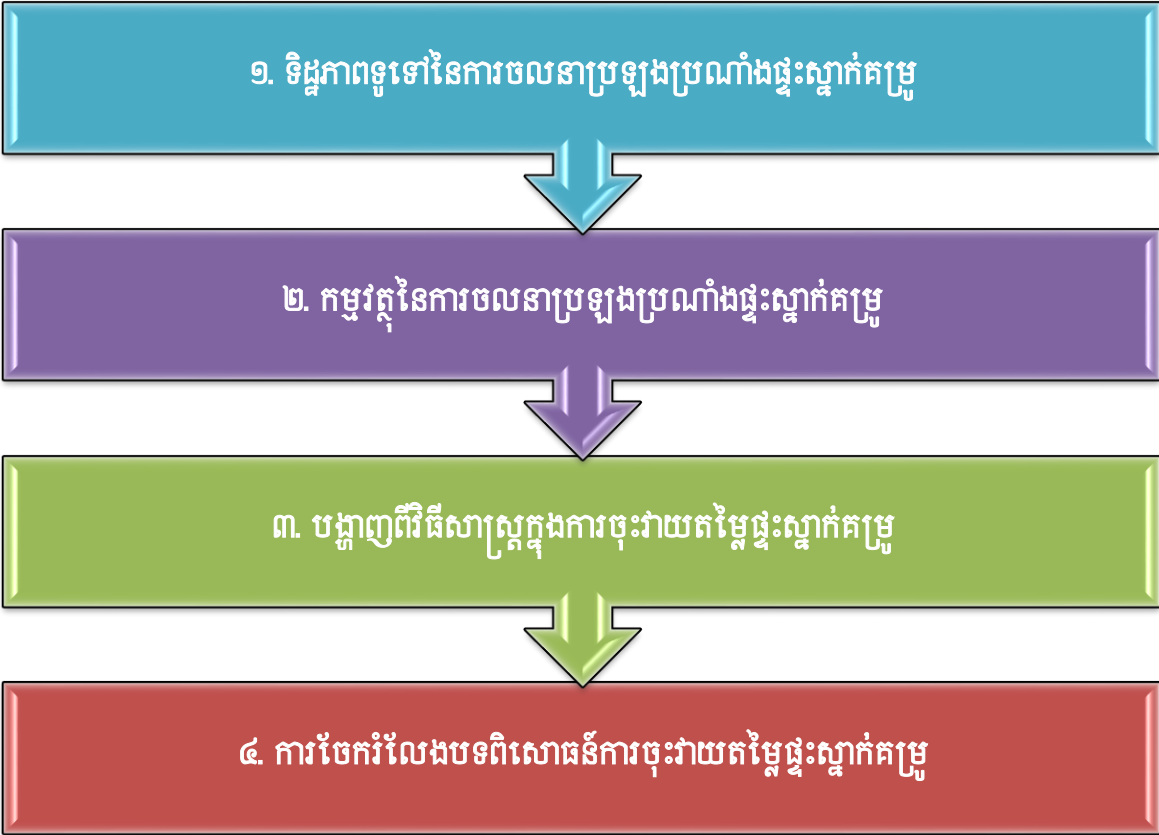 ១. ទិដ្ឋភាពទូទៅនៃការចលនាប្រឡងប្រណាំងផ្ទះស្នាក់គម្រូ
២. កម្មវត្ថុនៃការចលនាប្រឡងប្រណាំងផ្ទះស្នាក់គម្រូ
៣. បង្ហាញពីវិធីសាស្ត្រក្នុងការចុះវាយតម្លៃផ្ទះស្នាក់គម្រូ
៤. ការចែករំលែងបទពិសោធន៍ការចុះវាយតម្លៃផ្ទះស្នាក់គម្រូ